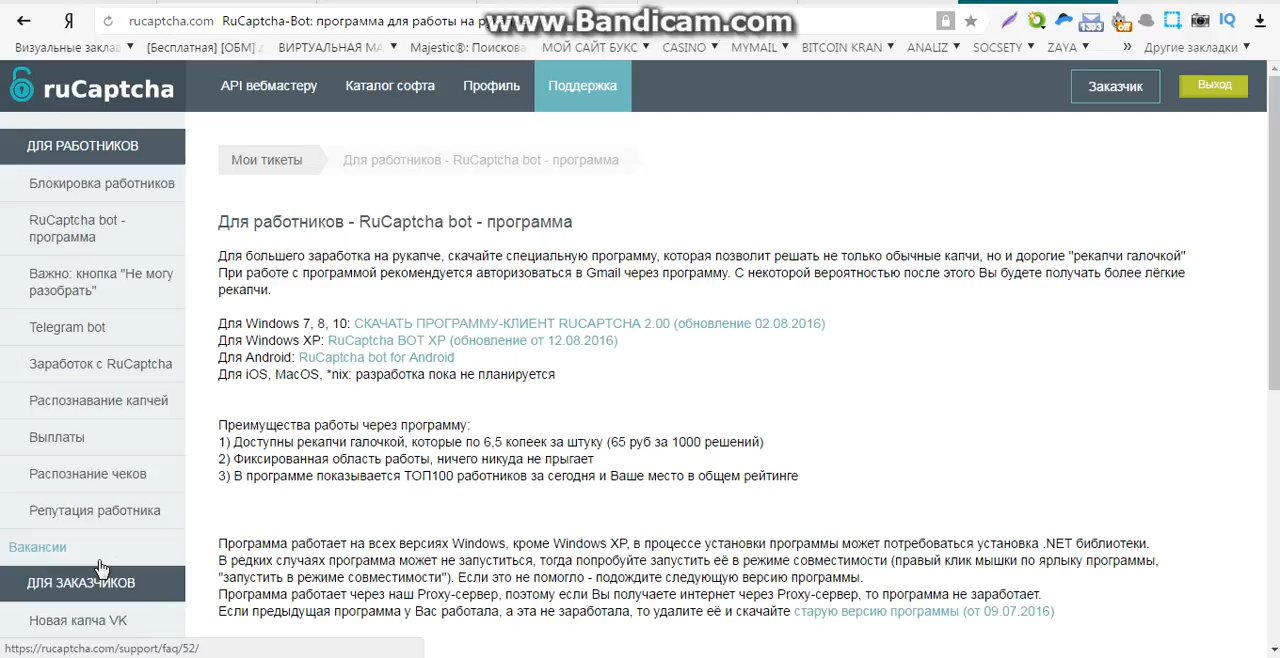 Я rucaptcha.com RuCaptcha-Bot: программа для работы на р
www.Bandicam.com
1393 off IQ
Визуальные заклад [Бесплатная] [ОБМ] ВИРТУАЛЬНАЯ МА Majestic®: Поискова МОЙ САЙТ БУКС CASINO MYMAIL BITCOIN KRAN ANALIZ SOCSETY ZAYA » Другие закладки
ruCaptcha API вебмастеру Каталог софта Профиль Поддержка Заказчик Выход
ДЛЯ РАБОТНИКОВ
Блокировка работников
RuCaptcha bot -
программа
Важно: кнопка "Не могу
разобрать"
Telegram bot
Заработок с RuCaptcha
Распознавание капчей
Выплаты
Распознание чеков
Репутация работника
Вакансии
ДЛЯ ЗАКАЗЧИКОВ
Новая капча VK
Мои тикеты Для работников - RuCaptcha bot - программа
Для работников - RuCaptcha bot - программа
Для большего заработка на рукапче, скачайте специальную программу, которая позволит решать не только обычные капчи, но и дорогие "рекапчи галочкой"
При работе с программой рекомендуется авторизоваться в Gmail через программу. С некоторой вероятностью после этого Вы будете получать более лёгкие
рекапчи.
Для Windows 7, 8, 10: СКАЧАТЬ ПРОГРАММУ-КЛИЕНТ RUCAPTCHA 2.00 (обновление 02.08.2016)
Для Windows XP: RuCaptcha BOT XP (обновление от 12.08.2016)
Для Android: RuCaptcha bot for Android
Для iOS, MacOS, *nix: разработка пока не планируется
Преимущества работы через программу:
1) Доступны рекапчи галочкой, которые по 6,5 копеек за штуку (65 руб за 1000 решений)
2) Фиксированная область работы, ничего никуда не прыгает
3) В программе показывается ТОП100 работников за сегодня и Ваше место в общем рейтинге
Программа работает на всех версиях Windows, кроме Windows XP, в процессе установки программы может потребоваться установка .NET библиотеки.
В редких случаях программа может не запуститься, тогда попробуйте запустить её в режиме совместимости (правый клик мышки по ярлыку программы,
"запустить в режиме совместимости"). Если это не помогло - подождите следующую версию программы.
Программа работает через наш Proxy-сервер, поэтому если Вы получаете интернет через Proxy-сервер, то программа не заработает.
Если предыдущая программа у Вас работала, а эта не заработала, то удалите её и скачайте старую версию программы (от 09.07.2016)
https://rucaptcha.com/support/faq/52/